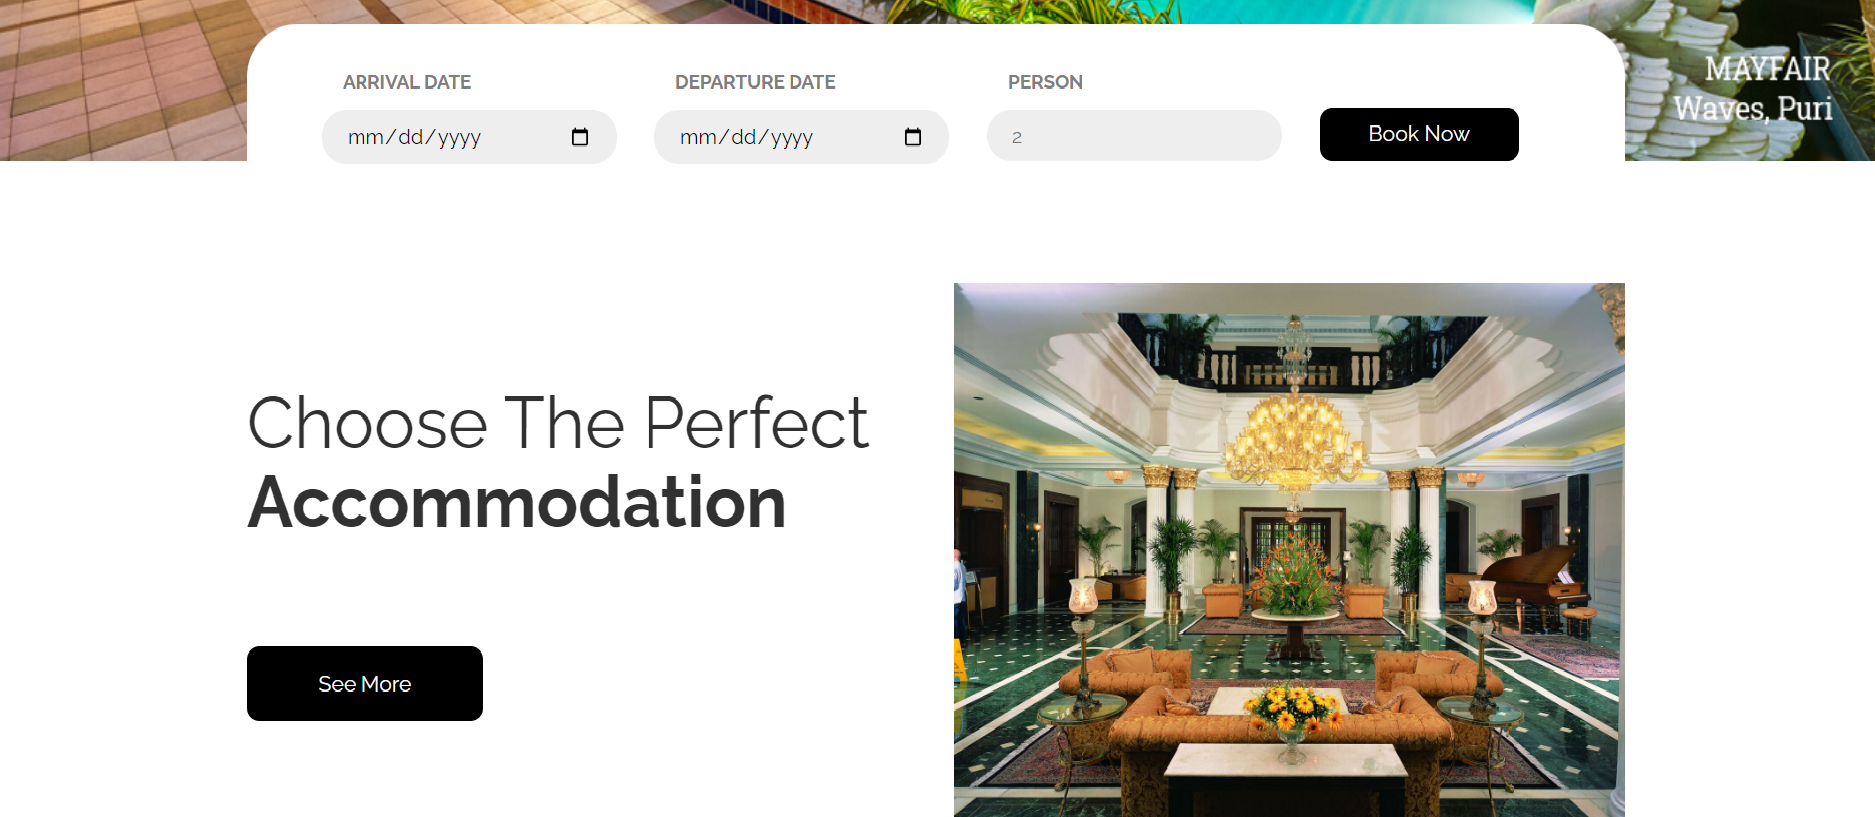 MAYFAIR
Waves, Puri
ARRIVAL DATE
DEPARTURE DATE
PERSON
mm/dd/yyyy
mm/dd/yyyy
2
Book Now
Choose The Perfect
Accommodation
See More